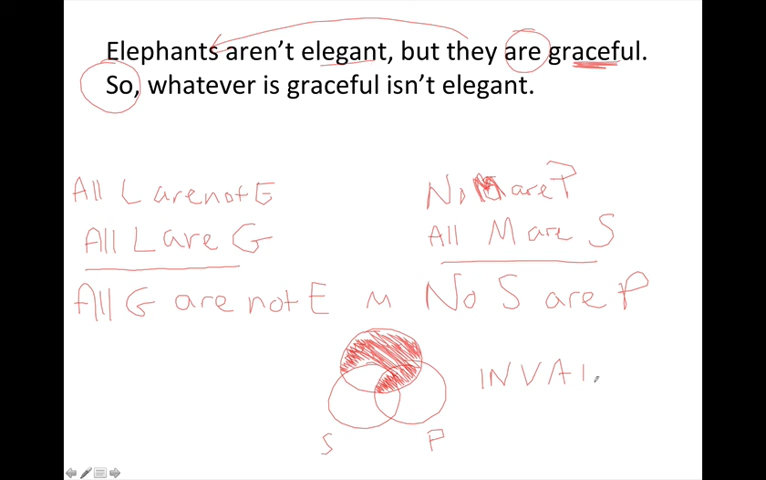 Elephants aren't elegant, but they are graceful.
So, whatever is graceful isn't elegant.
All L are not E
All L are G
All G are not E
No M are P
All M are S
M No S are P
INVAI
S
P